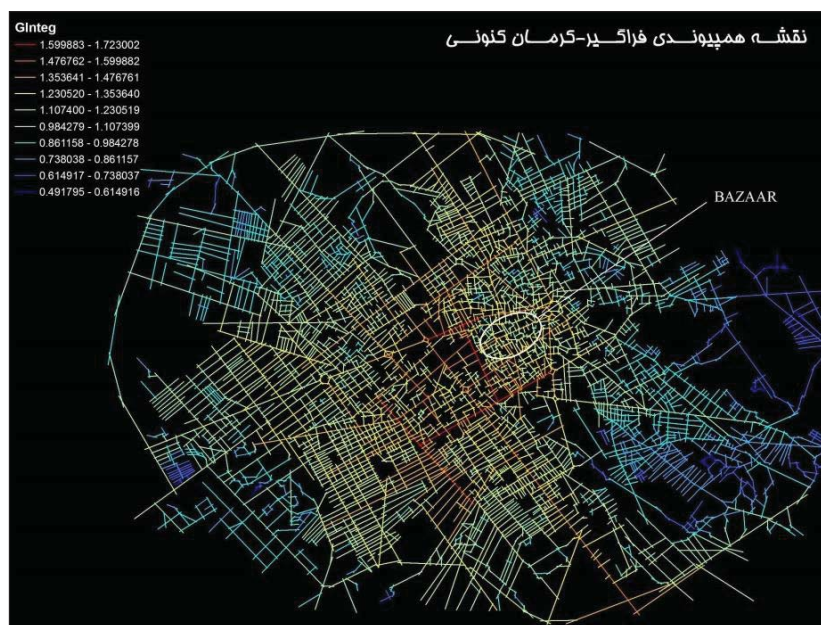 GInteg
1.599883 - 1.723002
1.476762 - 1.599882
1.353641 - 1.476761
1.230520 - 1.353640
1.107400 - 1.230519
0.984279 - 1.107399
0.861158 - 0.984278
0.738038 - 0.861157
0.614917 - 0.738037
0.491795 - 0.614916
نقشه همپیوندی فراگیر-کرمان کنونی
BAZAAR